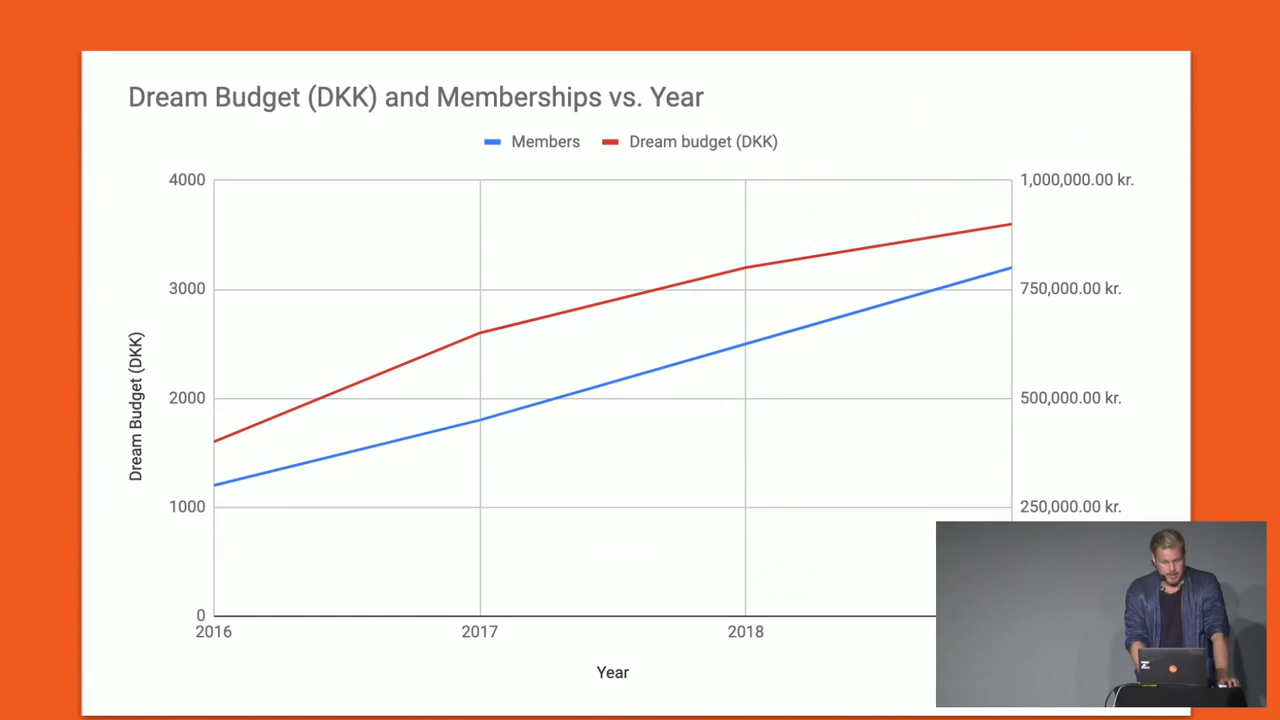 Dream Budget (DKK) and Memberships vs. Year
Members Dream budget (DKK)
4000
3000
2000
1000
0
Dream Budget (DKK)
1,000,000.00 kr.
750,000.00 kr.
500,000.00 kr.
250,000.00 kr.
2016 2017 2018
Year